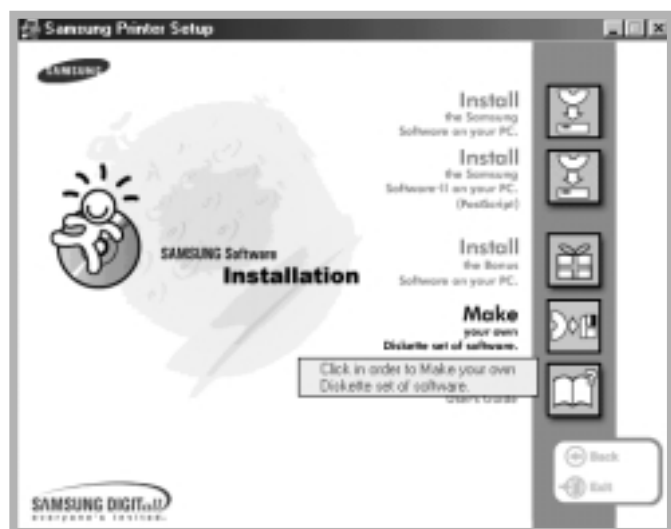 Samsung Printer Setup
SAMSUNG
Install
the Samsung
Software on your PC.
Install
the Samsung
Software-II on your PC.
(PostScript)
SAMSUNG Software
Installation
Install
the Bonus
Software on your PC.
Make
your own
Diskette set of software.
Click in order to Make your own
Diskette set of software.
User's Guide
Back
Exit
SAMSUNG DIGITall
everyone's invited.